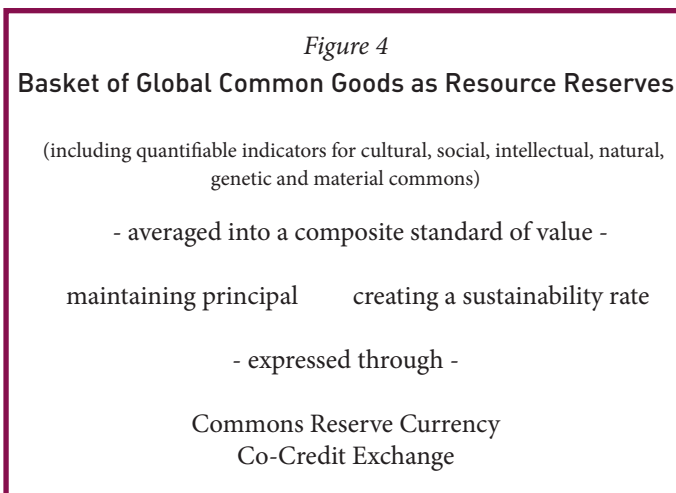 Figure 4
Basket of Global Common Goods as Resource Reserves
(including quantifiable indicators for cultural, social, intellectual, natural,
genetic and material commons)
- averaged into a composite standard of value -
maintaining principal creating a sustainability rate
- expressed through -
Commons Reserve Currency
Co-Credit Exchange